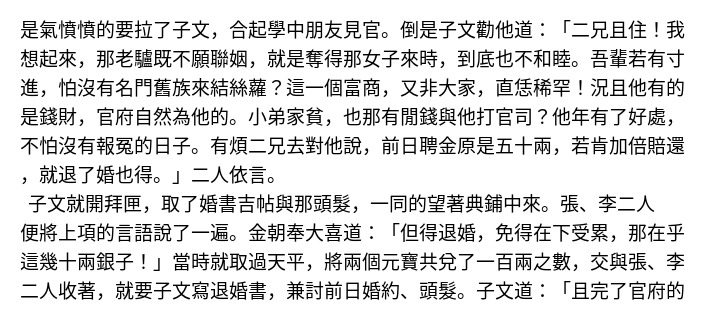 是氣憤憤的要拉了子文，合起學中朋友見官。倒是子文勸他道：「二兄且住！我
想起來，那老驢既不願聯姻，就是奪得那女子來時，到底也不和睦。吾輩若有寸
進，怕沒有名門舊族來結絲蘿？這一個富商，又非大家，直恁稀罕！況且他有的
是錢財，官府自然為他的。小弟家貧，也那有閒錢與他打官司？他年有了好處，
不怕沒有報冤的日子。有煩二兄去對他說，前日聘金原是五十兩，若肯加倍賠還
，就退了婚也得。」二人依言。
子文就開拜匣，取了婚書吉帖與那頭髮，一同的望著典鋪中來。張、李二人
便將上項的言語說了一遍。金朝奉大喜道：「但得退婚，免得在下受累，那在乎
這幾十兩銀子！」當時就取過天平，將兩個元寶共兌了一百兩之數，交與張、李
二人收著，就要子文寫退婚書，兼討前日婚約、頭髮。子文道：「且完了官府的